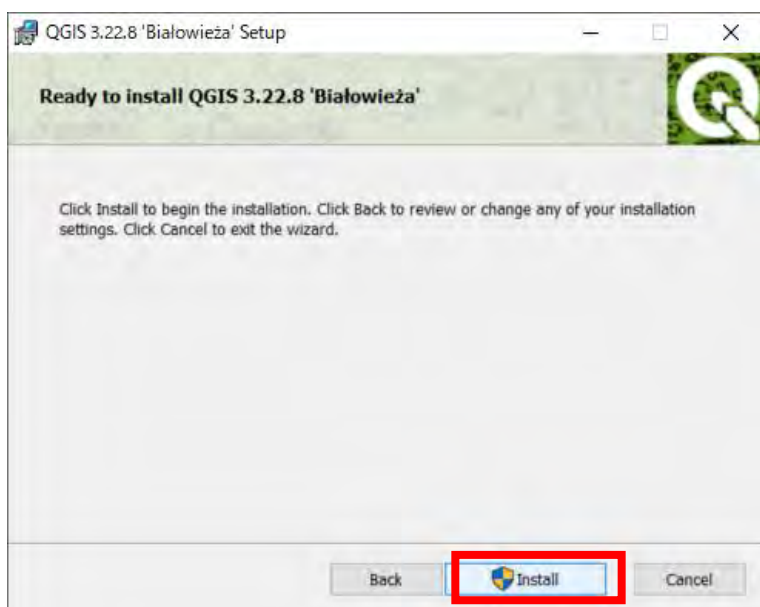 QGIS 3.22.8 'Białowieża' Setup
Ready to install QGIS 3.22.8 'Białowieża'
Click Install to begin the installation. Click Back to review or change any of your installation
settings. Click Cancel to exit the wizard.
Back Install Cancel